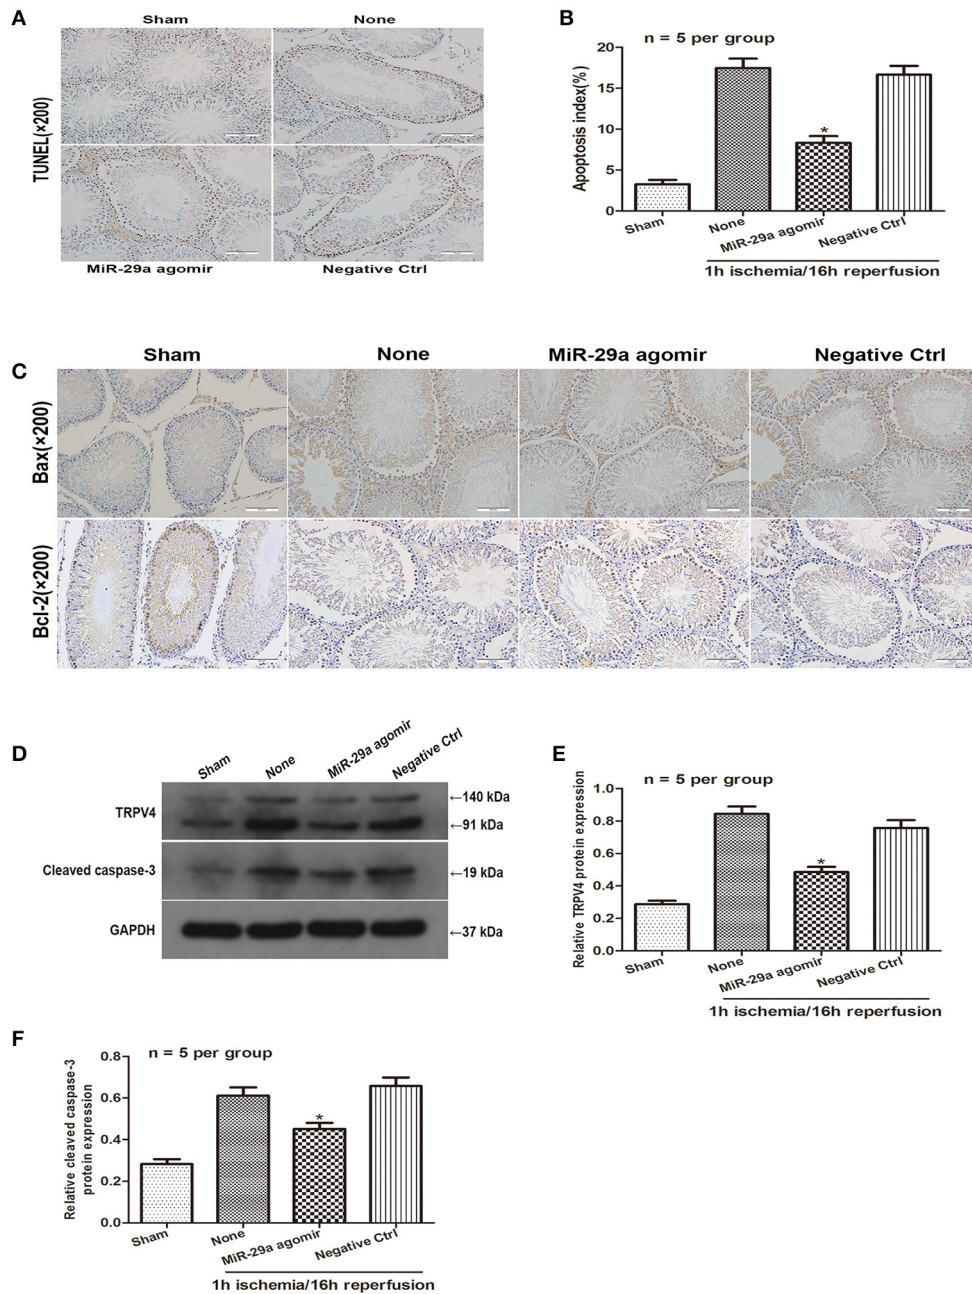 A
Sham
None
TUNEL(×200)
MiR-29a agomir
Negative Ctrl
B
n = 5 per group
Apoptosis index(%)
20
15
10
5
0
Sham
None
MiR-29a agomir
Negative Ctrl
*
1h ischemia/16h reperfusion
C
Sham
None
MiR-29a agomir
Negative Ctrl
Bax(×200)
Bcl-2(×200)
D
Sham
None
MiR-29a agomir
Negative Ctrl
TRPV4
←140 kDa
←91 kDa
Cleaved caspase-3
←19 kDa
GAPDH
←37 kDa
E
n = 5 per group
Relative TRPV4 protein expression
1.0
0.8
0.6
0.4
0.2
0.0
*
Sham
None
MiR-29a agomir
Negative Ctrl
1h ischemia/16h reperfusion
F
n = 5 per group
Relative cleaved caspase-3
protein expression
0.8
0.6
0.4
0.2
0.0
*
Sham
None
MiR-29a agomir
Negative Ctrl
1h ischemia/16h reperfusion